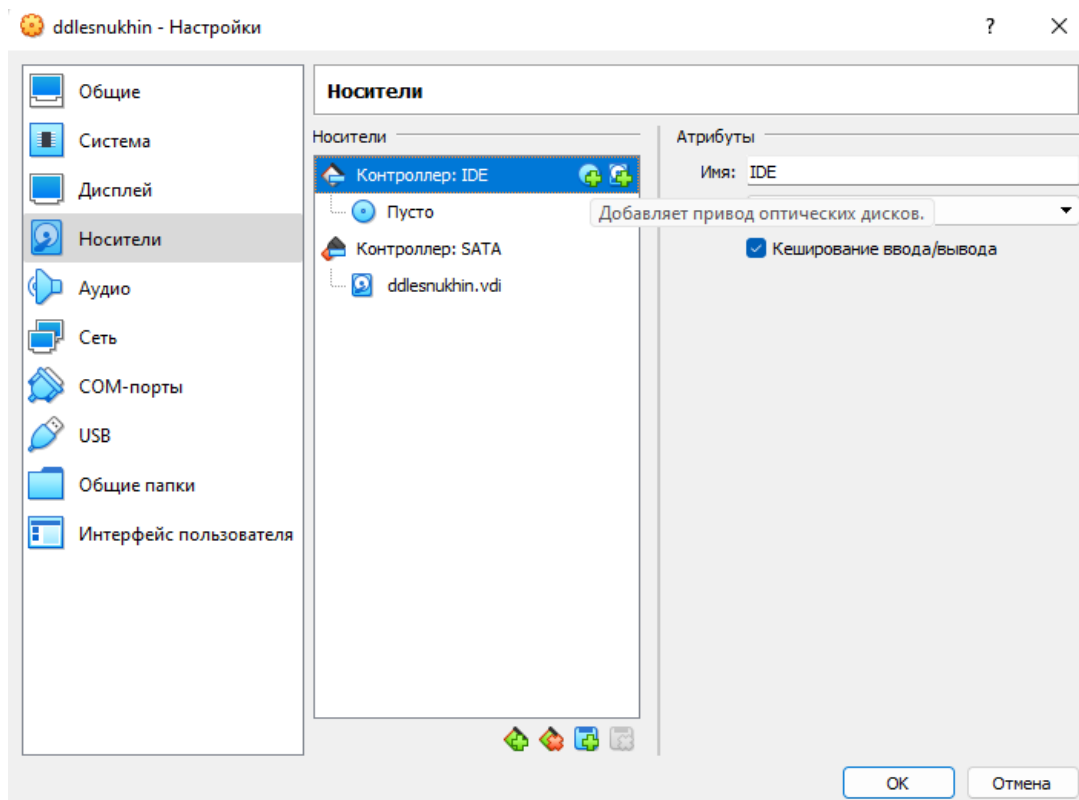 ddlesnukhin - Настройки
?
Общие
Система
Дисплей
Носители
Аудио
Сеть
COM-порты
USB
Общие папки
Интерфейс пользователя
Носители
Носители
Контроллер: IDE
Пусто
Контроллер: SATA
ddlesnukhin.vdi
Атрибуты
Имя: IDE
Добавляет привод оптических дисков.
Кеширование ввода/вывода
OK
Отмена